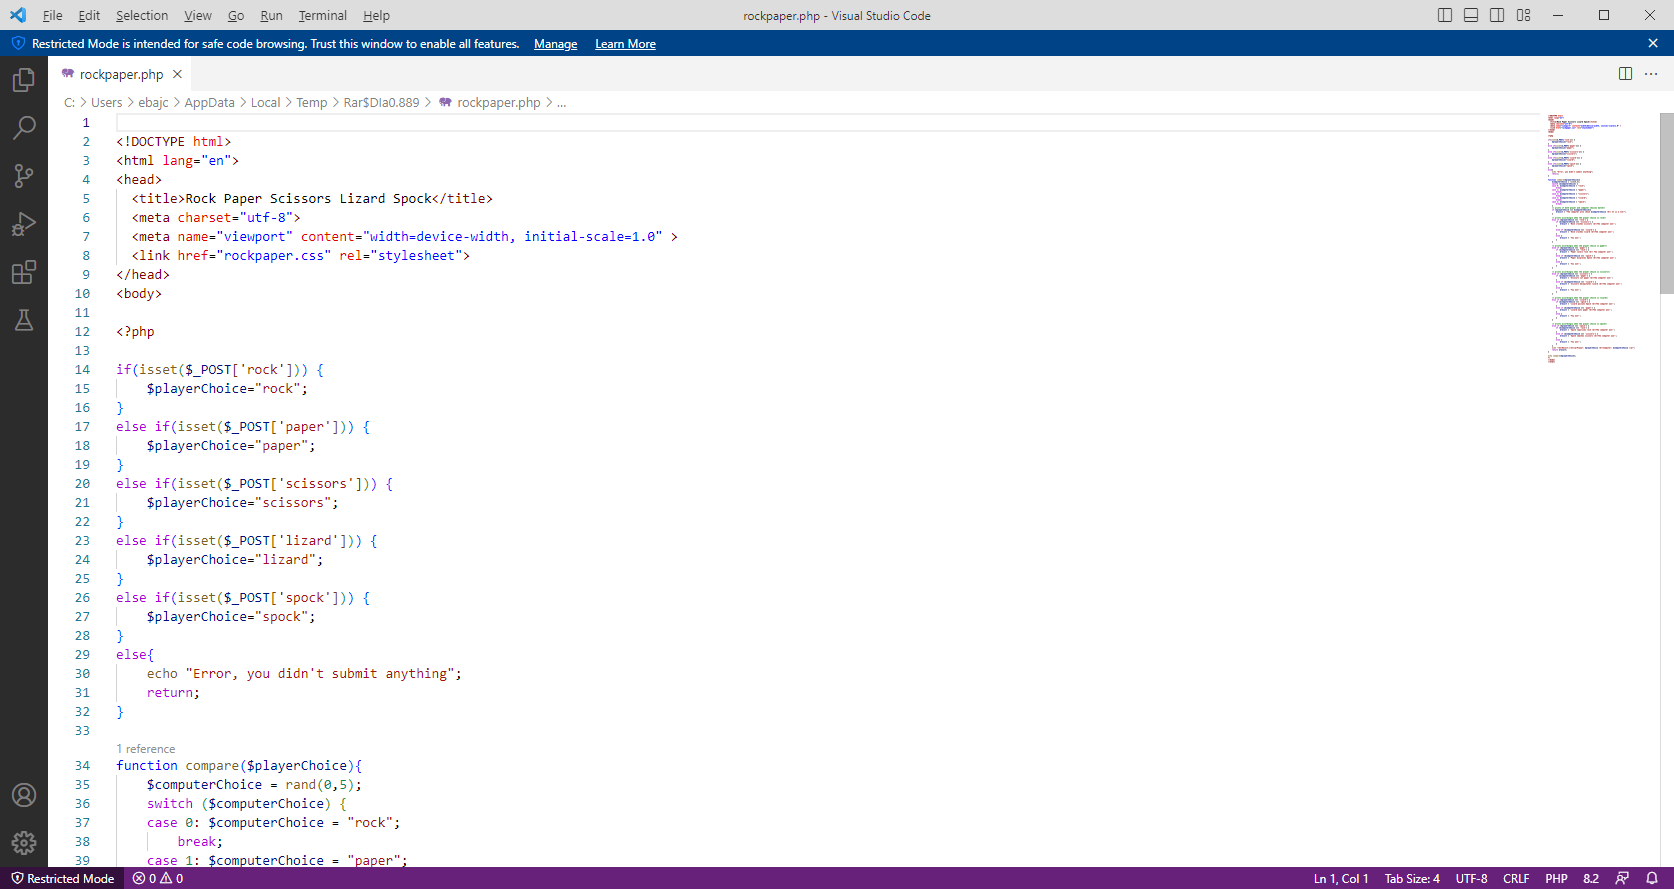 File Edit Selection View Go Run Terminal Help rockpaper.php - Visual Studio Code
Restricted Mode is intended for safe code browsing. Trust this window to enable all features. Manage Learn More
rockpaper.php
C: > Users > ebajc > AppData > Local > Temp > Rar$DIa0.889 > rockpaper.php > ...
1
2 <!DOCTYPE html>
3 <html lang="en">
4 <head>
5 <title>Rock Paper Scissors Lizard Spock</title>
6 <meta charset="utf-8">
7 <meta name="viewport" content="width=device-width, initial-scale=1.0" >
8 <link href="rockpaper.css" rel="stylesheet">
9 </head>
10 <body>
11
12 <?php
13
14 if(isset($_POST['rock'])) {
15 $playerChoice="rock";
16 }
17 else if(isset($_POST['paper'])) {
18 $playerChoice="paper";
19 }
20 else if(isset($_POST['scissors'])) {
21 $playerChoice="scissors";
22 }
23 else if(isset($_POST['lizard'])) {
24 $playerChoice="lizard";
25 }
26 else if(isset($_POST['spock'])) {
27 $playerChoice="spock";
28 }
29 else{
30 echo "Error, you didn't submit anything";
31 return;
32 }
33
1 reference
34 function compare($playerChoice){
35 $computerChoice = rand(0,5);
36 switch ($computerChoice) {
37 case 0: $computerChoice = "rock";
38 break;
39 case 1: $computerChoice = "paper";
Restricted Mode 0 0 Ln 1, Col 1 Tab Size: 4 UTF-8 CRLF PHP 8.2